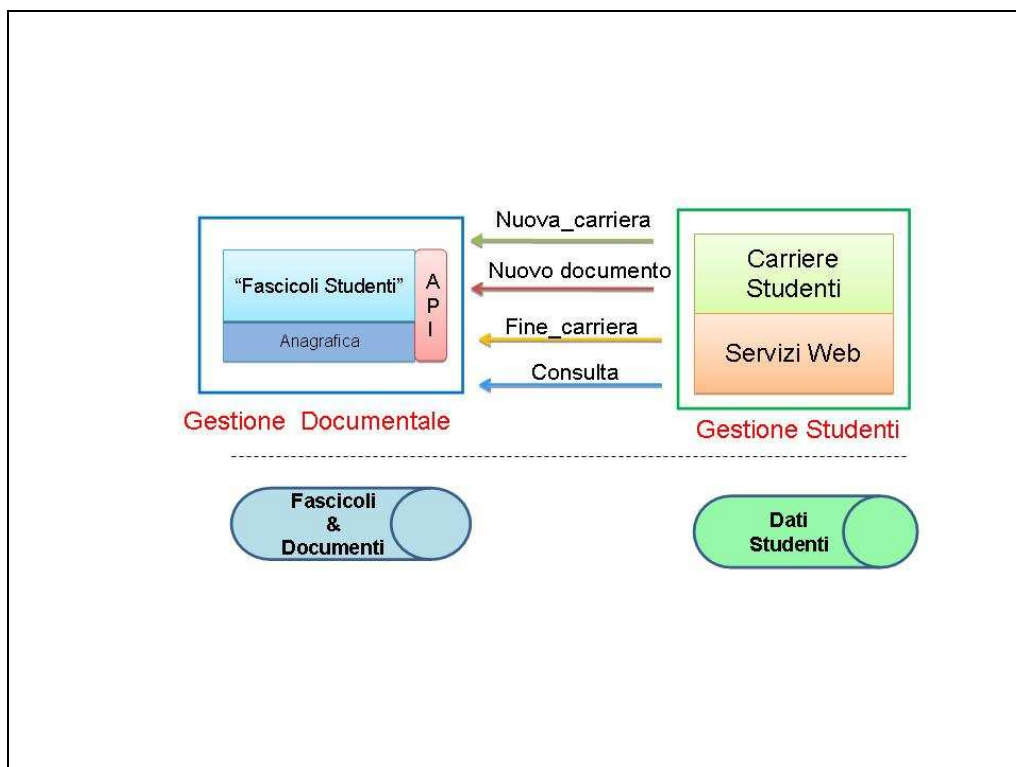 Nuova_carriera
Nuovo documento
Fine_carriera
Consulta
“Fascicoli Studenti”
Anagrafica
A
P
I
Carriere
Studenti
Servizi Web
Gestione Documentale
Gestione Studenti
Fascicoli
&
Documenti
Dati
Studenti